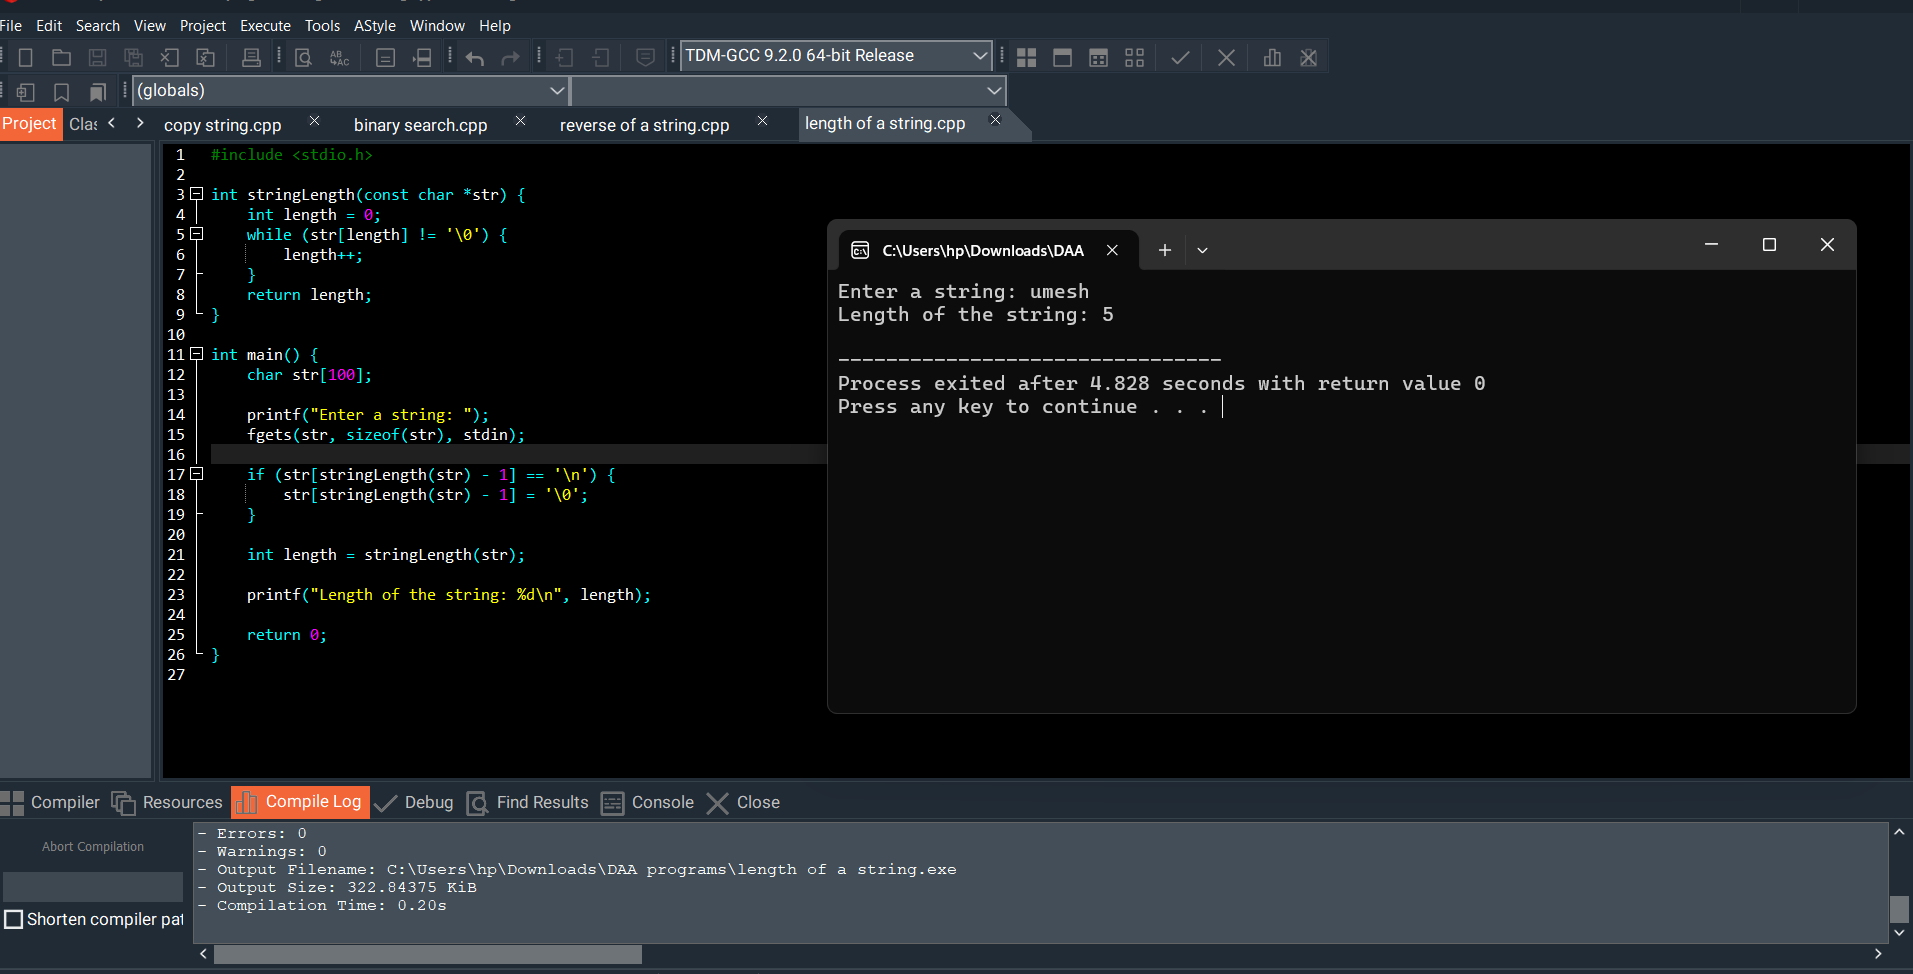 File Edit Search View Project Execute Tools AStyle Window Help
TDM-GCC 9.2.0 64-bit Release
(globals)
Project Clas copy string.cpp binary search.cpp reverse of a string.cpp length of a string.cpp
1 #include <stdio.h>
2
3 int stringLength(const char *str) {
4 int length = 0;
5 while (str[length] != '\0') {
6 length++;
7 }
8 return length;
9 }
10
11 int main() {
12 char str[100];
13
14 printf("Enter a string: ");
15 fgets(str, sizeof(str), stdin);
16
17 if (str[stringLength(str) - 1] == '\n') {
18 str[stringLength(str) - 1] = '\0';
19 }
20
21 int length = stringLength(str);
22
23 printf("Length of the string: %d\n", length);
24
25 return 0;
26 }
27
C:\Users\hp\Downloads\DAA
Enter a string: umesh
Length of the string: 5
--------------------------------
Process exited after 4.828 seconds with return value 0
Press any key to continue . . .
Compiler Resources Compile Log Debug Find Results Console Close
Abort Compilation
Shorten compiler pat
- Errors: 0
- Warnings: 0
- Output Filename: C:\Users\hp\Downloads\DAA programs\length of a string.exe
- Output Size: 322.84375 KiB
- Compilation Time: 0.20s